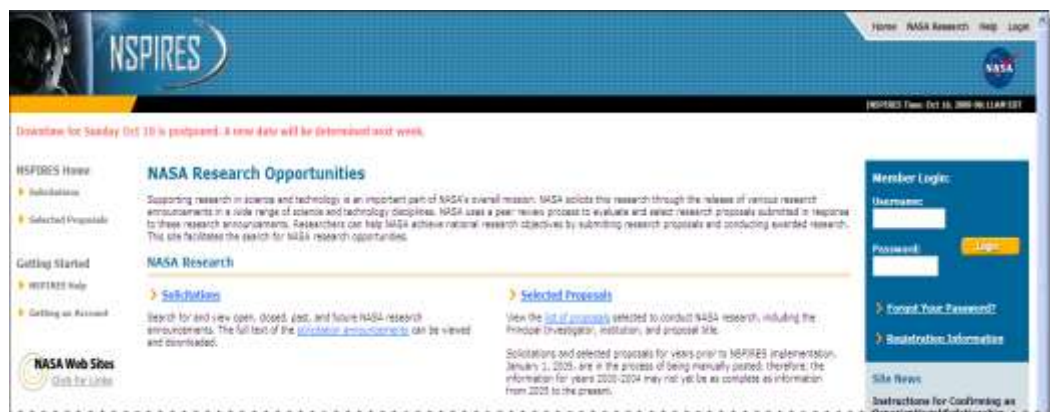 Home NASA Research Help Login
NSPIRES
NASA
Downtime for Sunday Oct 18 is postponed. A new date will be determined next week.
NSPIRES Home
Solicitations
Selected Proposals
Getting Started
NSPIRES Help
Getting an Account
NASA Web Sites
Click for Links
NASA Research Opportunities
Supporting research in science and technology is an important part of NASA's overall mission. NASA solicits this research through the release of various research
announcements in a wide range of science and technology disciplines. NASA uses a peer review process to evaluate and select research proposals submitted in response
to these research announcements. Researchers can help NASA achieve national research objectives by submitting research proposals and conducting awarded research.
This site facilitates the search for NASA research opportunities.
NASA Research
Solicitations
Search for and view open, closed, past, and future NASA research
announcements. The full text of the solicitation announcements can be viewed
and downloaded.
Selected Proposals
View the list of proposals selected to conduct NASA research, including the
Principal Investigator, institution, and proposal title.
Solicitations and selected proposals for years prior to NSPIRES implementation,
January 1, 2005, are in the process of being manually posted; therefore, the
information for years 2000-2004 may not yet be as complete as information
from 2005 to the present.
Member Login:
Username:
Password:
Login
Forgot Your Password?
Registration Information
Site News
Instructions for Confirming an